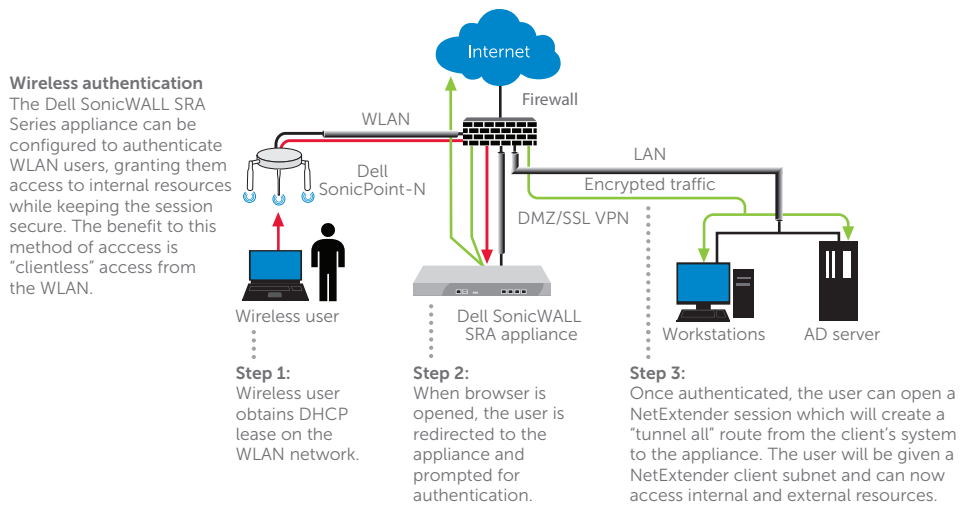 Internet
Firewall
Wireless authentication
The Dell SonicWALL SRA
Series appliance can be
configured to authenticate
WLAN users, granting them
access to internal resources
while keeping the session
secure. The benefit to this
method of acccess is
“clientless” access from
the WLAN.
WLAN
Dell
SonicPoint-N
LAN
Encrypted traffic
DMZ/SSL VPN
Wireless user
Dell SonicWALL
SRA appliance
Workstations
AD server
Step 1:
Wireless user
obtains DHCP
lease on the
WLAN network.
Step 2:
When browser is
opened, the user is
redirected to the
appliance and
prompted for
authentication.
Step 3:
Once authenticated, the user can open a
NetExtender session which will create a
“tunnel all” route from the client’s system
to the appliance. The user will be given a
NetExtender client subnet and can now
access internal and external resources.